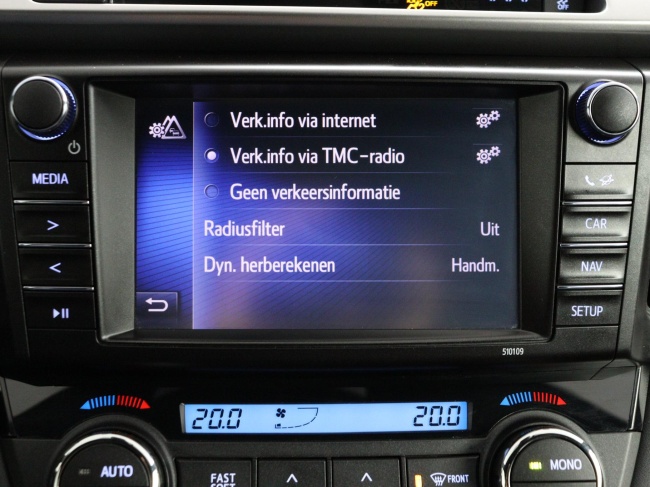 OFF
OFF
Verk.info via internet
Verk.info via TMC-radio
MEDIA
Geen verkeersinformatie
CAR
Radiusfilter Uit
>
Dyn. herberekenen Handm.
<
NAV
SETUP
510109
20.0 20.0
AUTO
FAST
FRONT
MONO